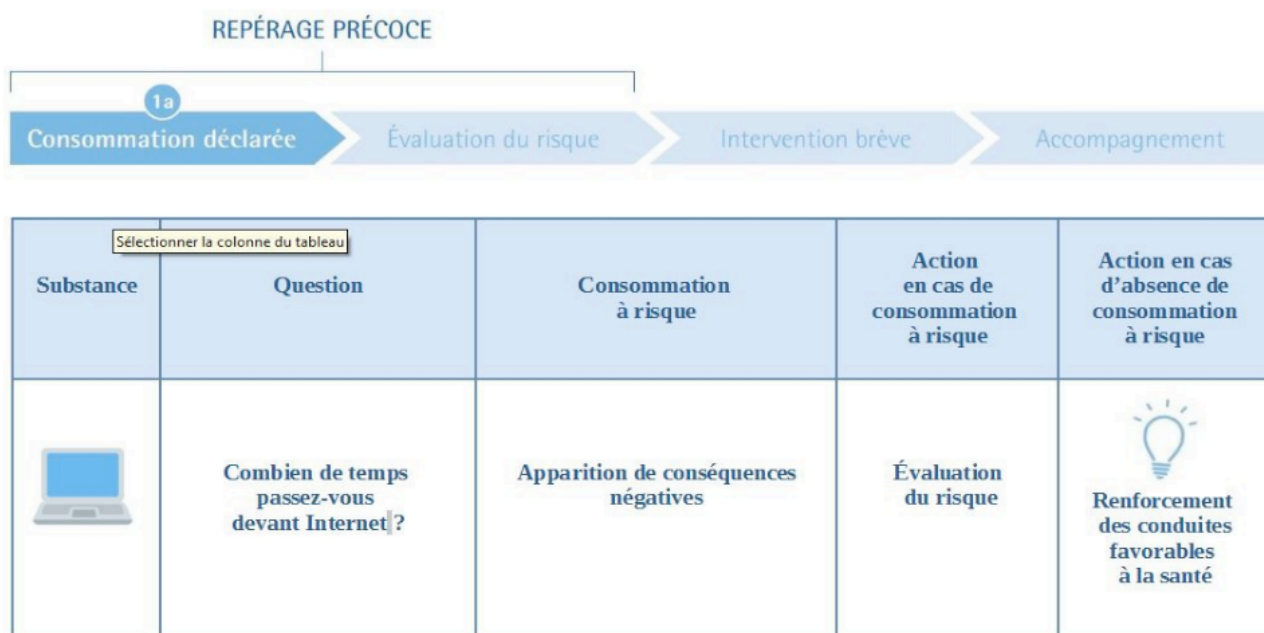 REPÉRAGE PRÉCOCE
1a
Consommation déclarée
Évaluation du risque
Intervention brève
Accompagnement
Sélectionner la colonne du tableau
Substance
Question
Consommation
à risque
Action
en cas de
consommation
à risque
Action en cas
d’absence de
consommation
à risque
Combien de temps
passez-vous
devant Internet ?
Apparition de conséquences
négatives
Évaluation
du risque
Renforcement
des conduites
favorables
à la santé